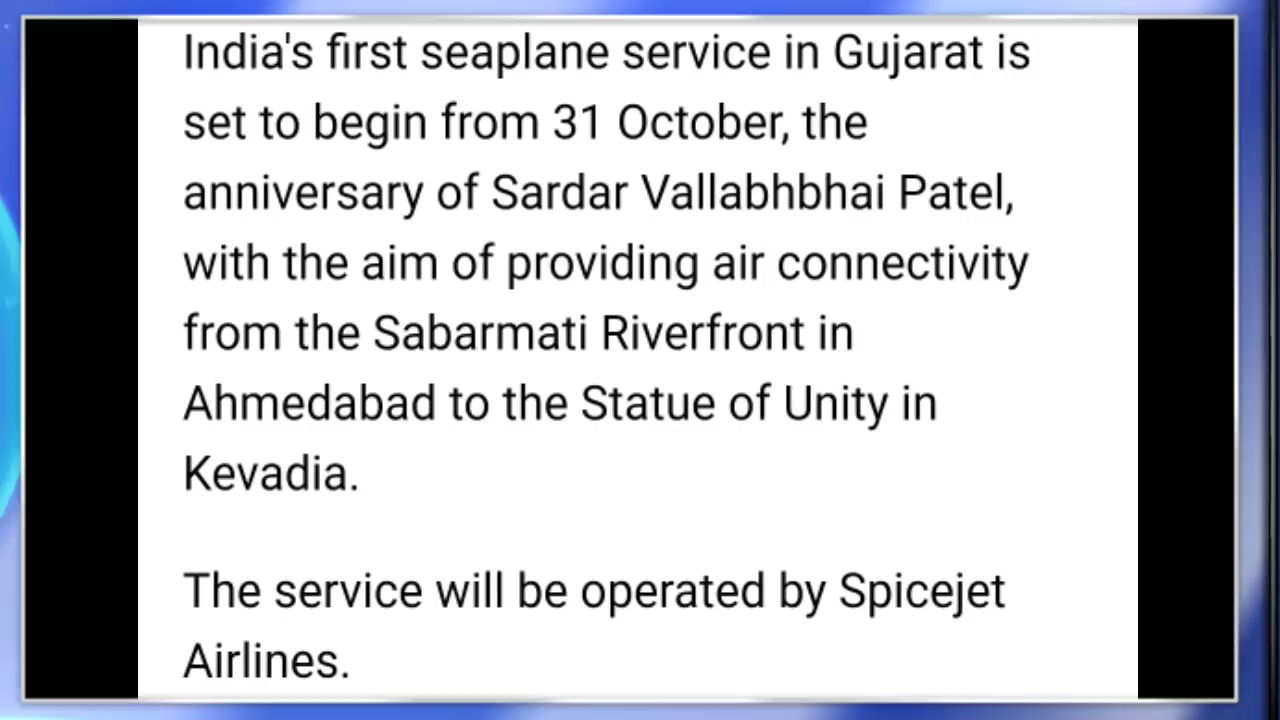 India's first seaplane service in Gujarat is
set to begin from 31 October, the
anniversary of Sardar Vallabhbhai Patel,
with the aim of providing air connectivity
from the Sabarmati Riverfront in
Ahmedabad to the Statue of Unity in
Kevadia.
The service will be operated by Spicejet
Airlines.